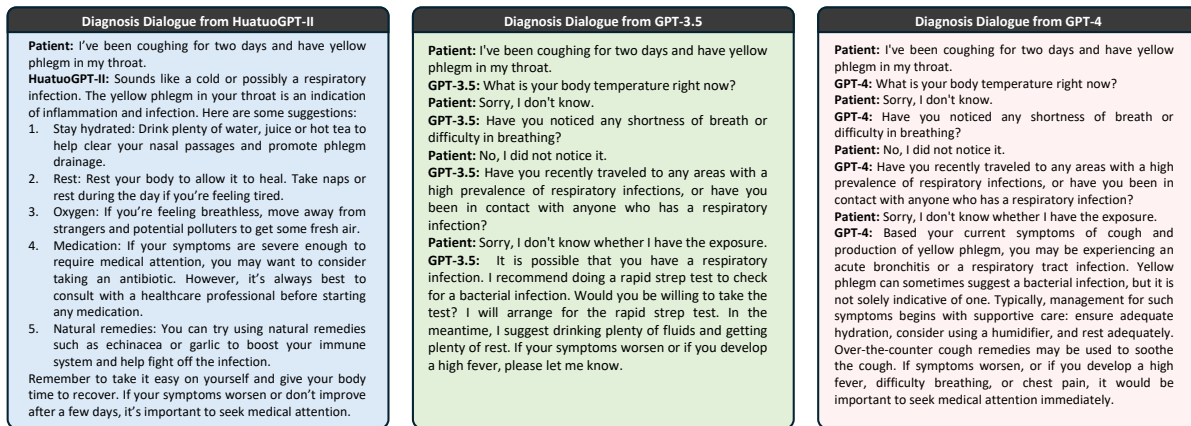 Diagnosis Dialogue from HuatuoGPT-II
Patient: I've been coughing for two days and have yellow
phlegm in my throat.
HuatuoGPT-II: Sounds like a cold or possibly a respiratory
infection. The yellow phlegm in your throat is an indication
of inflammation and infection. Here are some suggestions:
1. Stay hydrated: Drink plenty of water, juice or hot tea to
help clear your nasal passages and promote phlegm
drainage.
2. Rest: Rest your body to allow it to heal. Take naps or
rest during the day if you're feeling tired.
3. Oxygen: If you're feeling breathless, move away from
strangers and potential polluters to get some fresh air.
4. Medication: If your symptoms are severe enough to
require medical attention, you may want to consider
taking an antibiotic. However, it's always best to
consult with a healthcare professional before starting
any medication.
5. Natural remedies: You can try using natural remedies
such as echinacea or garlic to boost your immune
system and help fight off the infection.
Remember to take it easy on yourself and give your body
time to recover. If your symptoms worsen or don't improve
after a few days, it's important to seek medical attention.
Diagnosis Dialogue from GPT-3.5
Patient: I've been coughing for two days and have yellow
phlegm in my throat.
GPT-3.5: What is your body temperature right now?
Patient: Sorry, I don't know.
GPT-3.5: Have you noticed any shortness of breath or
difficulty in breathing?
Patient: No, I did not notice it.
GPT-3.5: Have you recently traveled to any areas with a
high prevalence of respiratory infections, or have you
been in contact with anyone who has a respiratory
infection?
Patient: Sorry, I don't know whether I have the exposure.
GPT-3.5: It is possible that you have a respiratory
infection. I recommend doing a rapid strep test to check
for a bacterial infection. Would you be willing to take the
test? I will arrange for the rapid strep test. In the
meantime, I suggest drinking plenty of fluids and getting
plenty of rest. If your symptoms worsen or if you develop
a high fever, please let me know.
Diagnosis Dialogue from GPT-4
Patient: I've been coughing for two days and have yellow
phlegm in my throat.
GPT-4: What is your body temperature right now?
Patient: Sorry, I don't know.
GPT-4: Have you noticed any shortness of breath or
difficulty in breathing?
Patient: No, I did not notice it.
GPT-4: Have you recently traveled to any areas with a high
prevalence of respiratory infections, or have you been in
contact with anyone who has a respiratory infection?
Patient: Sorry, I don't know whether I have the exposure.
GPT-4: Based your current symptoms of cough and
production of yellow phlegm, you may be experiencing an
acute bronchitis or a respiratory tract infection. Yellow
phlegm can sometimes suggest a bacterial infection, but it is
not solely indicative of one. Typically, management for such
symptoms begins with supportive care: ensure adequate
hydration, consider using a humidifier, and rest adequately.
Over-the-counter cough remedies may be used to soothe
the cough. If symptoms worsen, or if you develop a high
fever, difficulty breathing, or chest pain, it would be
important to seek medical attention immediately.